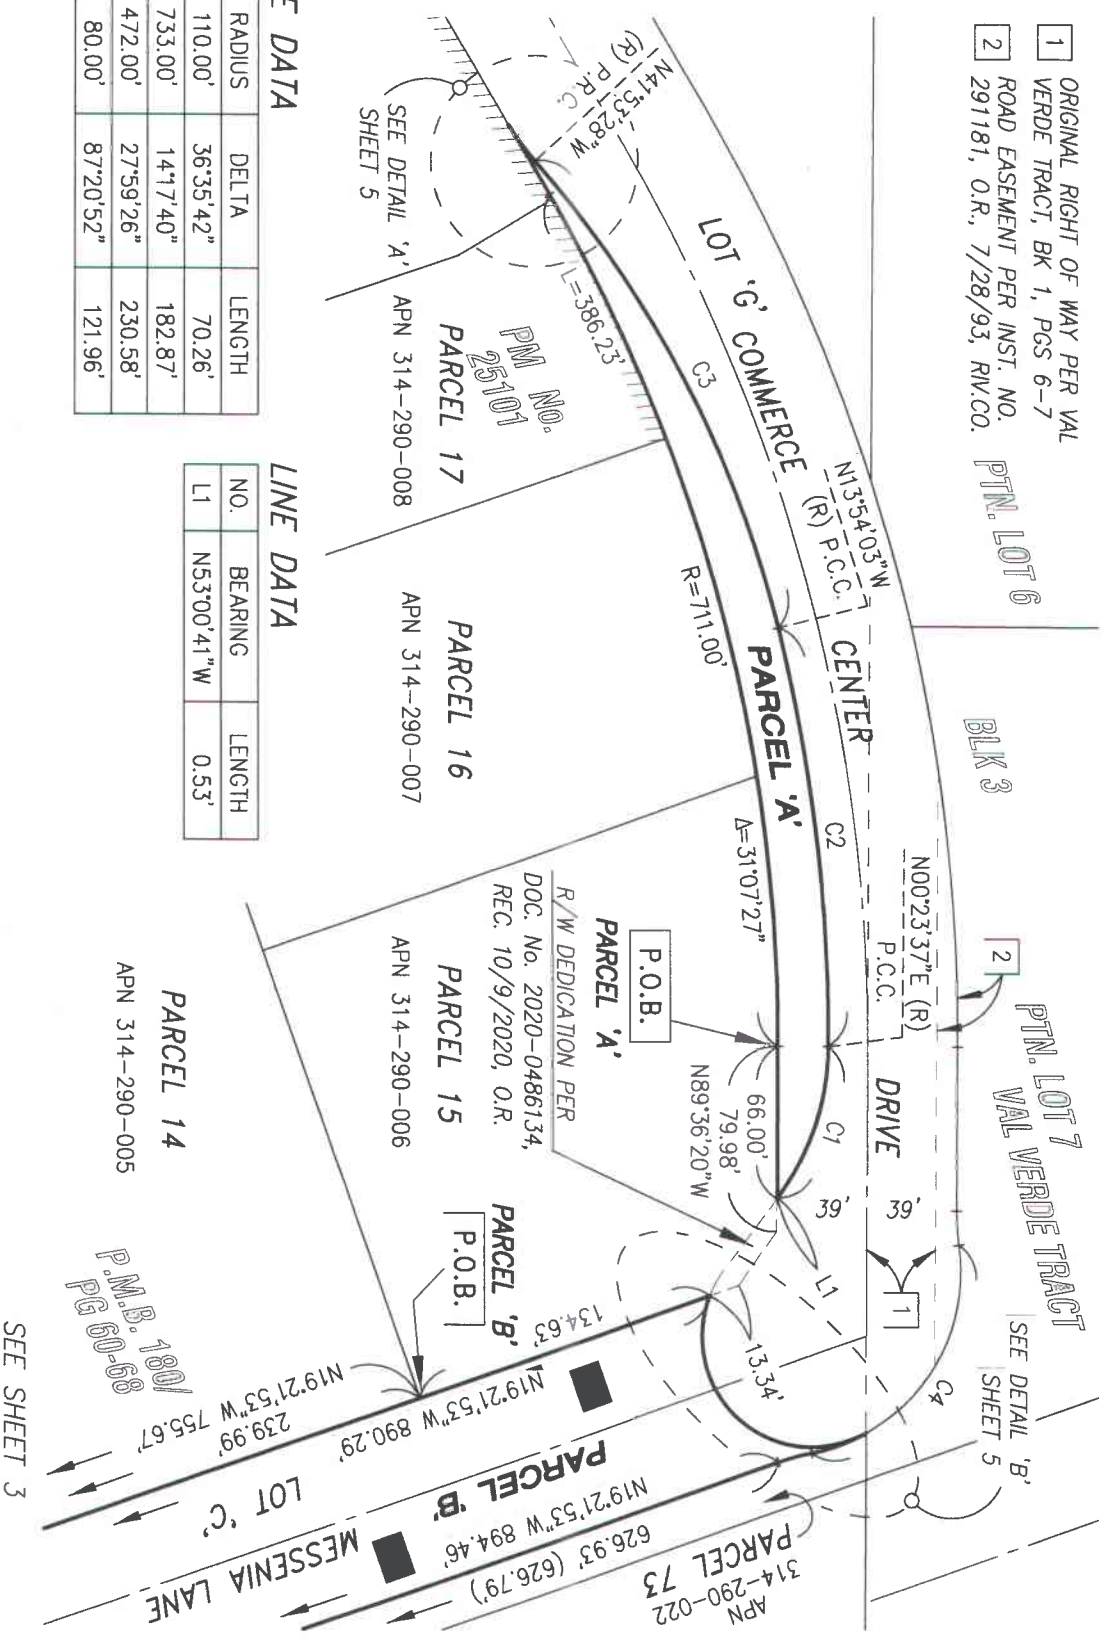 1 ORIGINAL RIGHT OF WAY PER VAL
VERDE TRACT, BK 1, PGS 6-7
2 ROAD EASEMENT PER INST. NO.
291181, O.R., 7/28/93, RIV.CO.
PTN. LOT 6
BLK 3
PTN. LOT 7
VAL VERDE TRACT
SEE DETAIL 'B'
SHEET 5
2
1
N41°53'28"W
(R) P.R.C.
LOT 'G' COMMERCE CENTER DRIVE
N13°54'03"W
(R) P.C.C.
N00°23'37"E (R)
P.C.C.
39'
39'
C4
C3
C2
C1
L1
PARCEL 'A'
L=386.23'
R=711.00'
Δ=31°07'27"
66.00'
79.98'
N89°36'20"W
13.34'
P.O.B.
PARCEL 'A'
R/W DEDICATION PER
DOC. No. 2020-0486134,
REC. 10/9/2020, O.R.
SEE DETAIL 'A'
SHEET 5
PM No.
25101
PARCEL 17
APN 314-290-008
PARCEL 16
APN 314-290-007
PARCEL 15
APN 314-290-006
PARCEL 14
APN 314-290-005
PARCEL 'B'
P.O.B.
134.63'
N19°21'53"W 890.29'
239.99'
N19°21'53"W 755.67'
LOT 'C'
PARCEL 'B'
MESSENIA LANE
N19°21'53"W 894.46'
626.93' (626.79')
PARCEL 73
APN
314-290-022
P.M.B. 180/
PG 60-68
SEE SHEET 3
E DATA
RADIUS DELTA LENGTH
110.00' 36°35'42" 70.26'
733.00' 14°17'40" 182.87'
472.00' 27°59'26" 230.58'
80.00' 87°20'52" 121.96'
LINE DATA
NO. BEARING LENGTH
L1 N53°00'41"W 0.53'